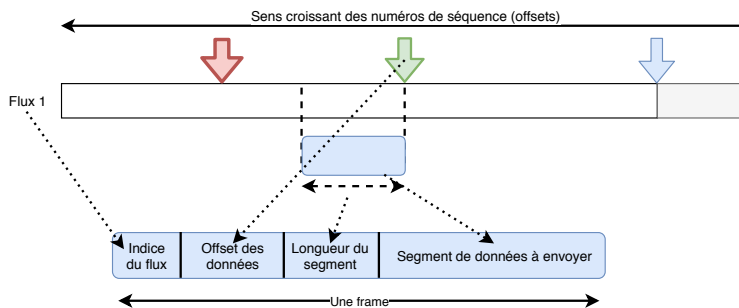 Sens croissant des numéros de séquence (offsets)
Flux 1
Indice
du flux
Offset des
données
Longueur du
segment
Segment de données à envoyer
Une frame